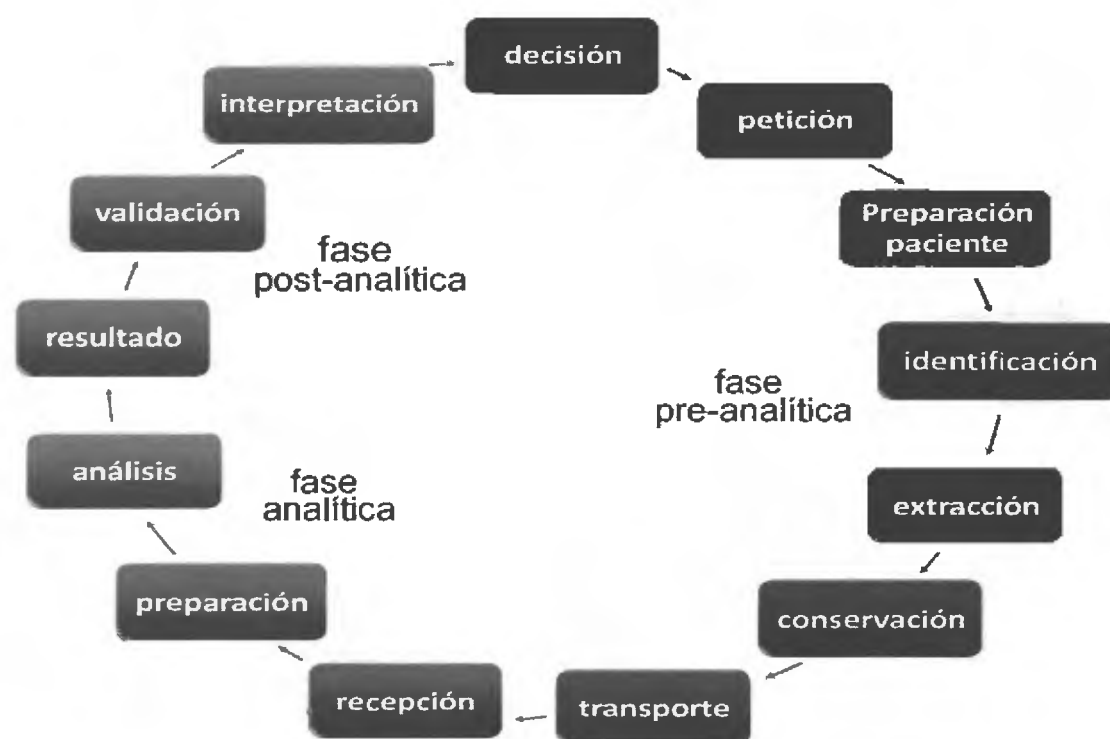 decisión
petición
Preparación
paciente
identificación
extracción
conservación
transporte
recepción
preparación
análisis
resultado
validación
interpretación
fase
post-analítica
fase
pre-analítica
fase
analítica